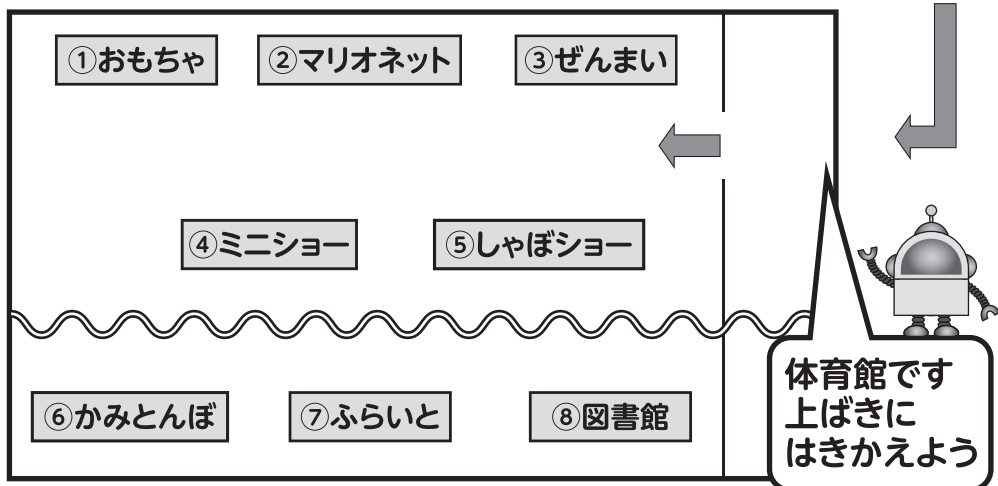 ①おもちゃ
②マリオネット
③ぜんまい
④ミニショー
⑤しゃぼショー
⑥かみとんぼ
⑦ふらいと
⑧図書館
体育館です
上ばきに
はきかえよう